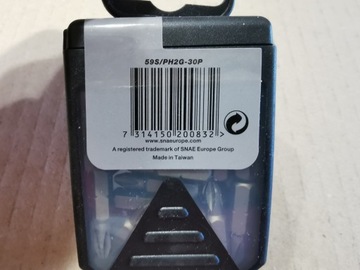 59S/PH2G-30P
7 314150 200832 >
www.snaeurope.com
A registered trademark of SNAE Europe Group
Made in Taiwan